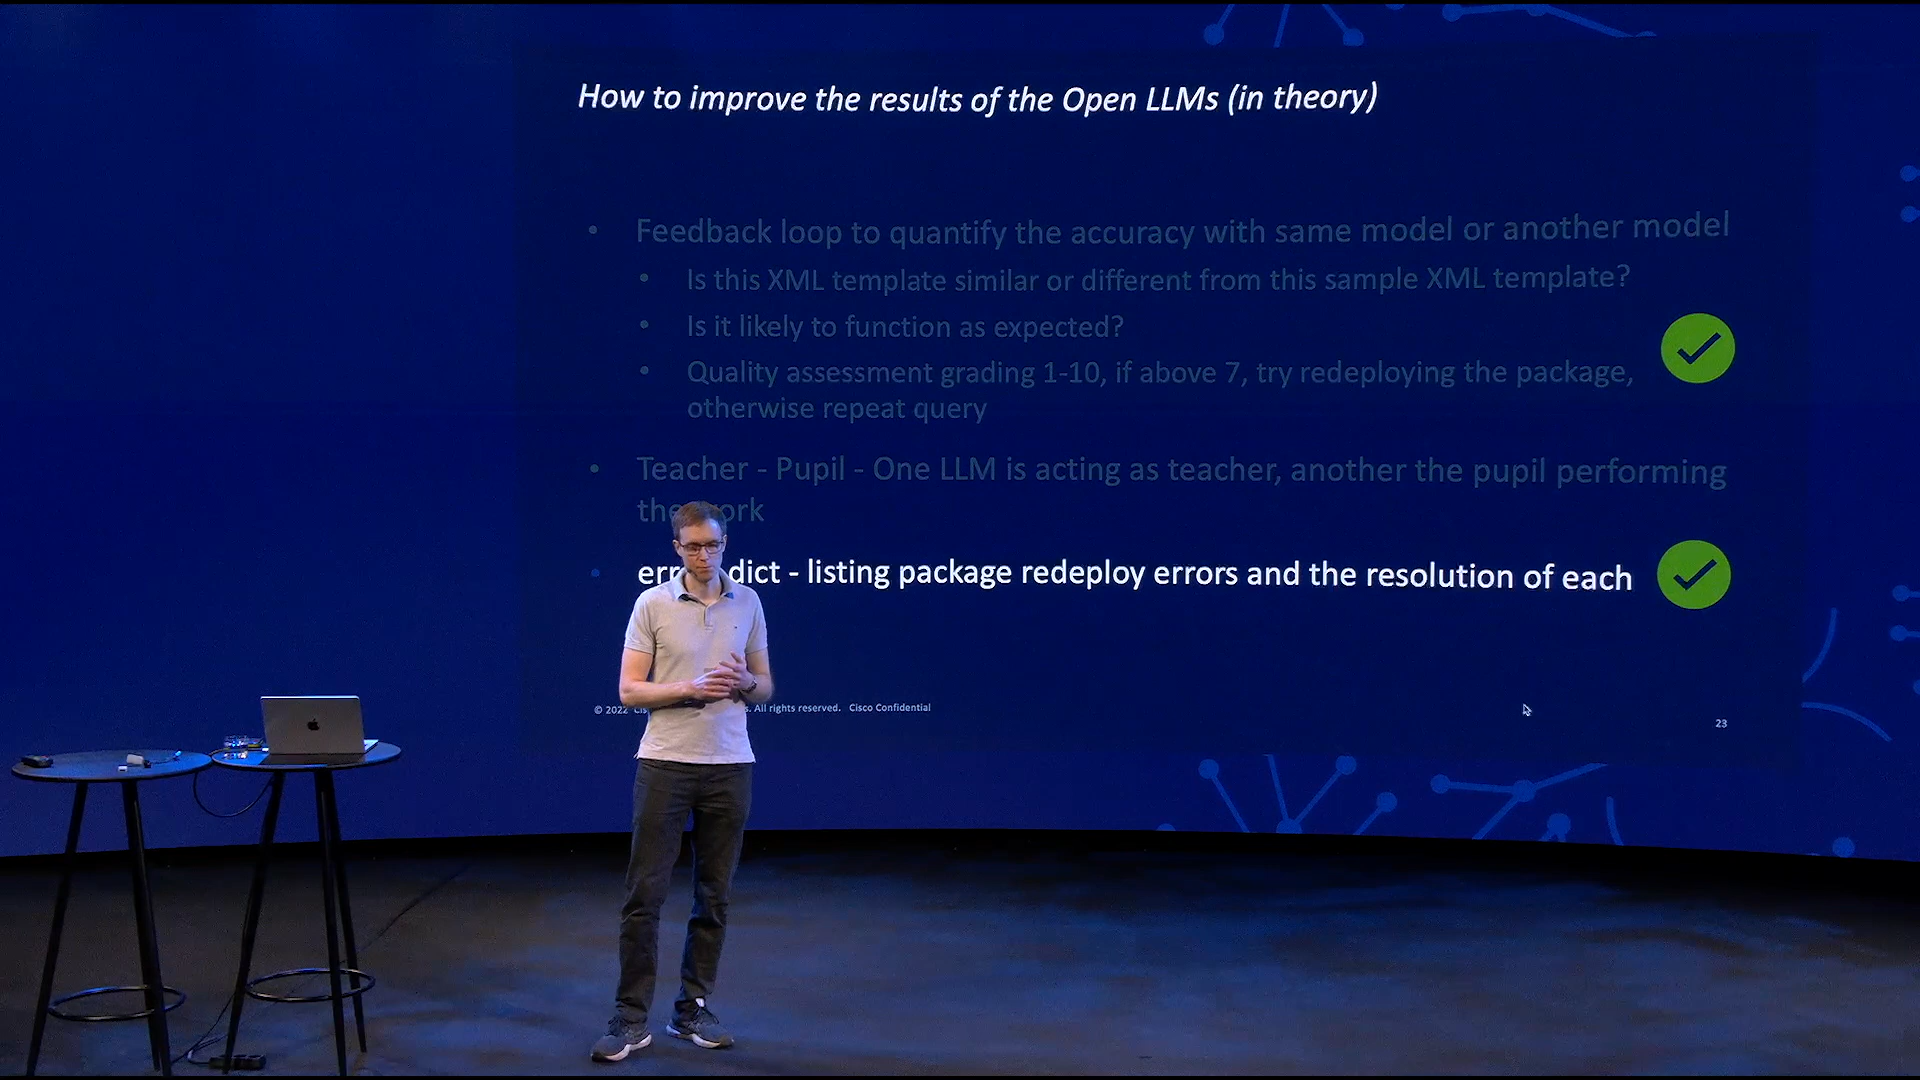 How to improve the results of the Open LLMs (in theory)
• Feedback loop to quantify the accuracy with same model or another model
• Is this XML template similar or different from this sample XML template?
• Is it likely to function as expected?
• Quality assessment grading 1-10, if above 7, try redeploying the package,
otherwise repeat query
• Teacher - Pupil - One LLM is acting as teacher, another the pupil performing
the
• dict - listing package redeploy errors and the resolution of each
© 2022 All rights reserved. Cisco Confidential
23